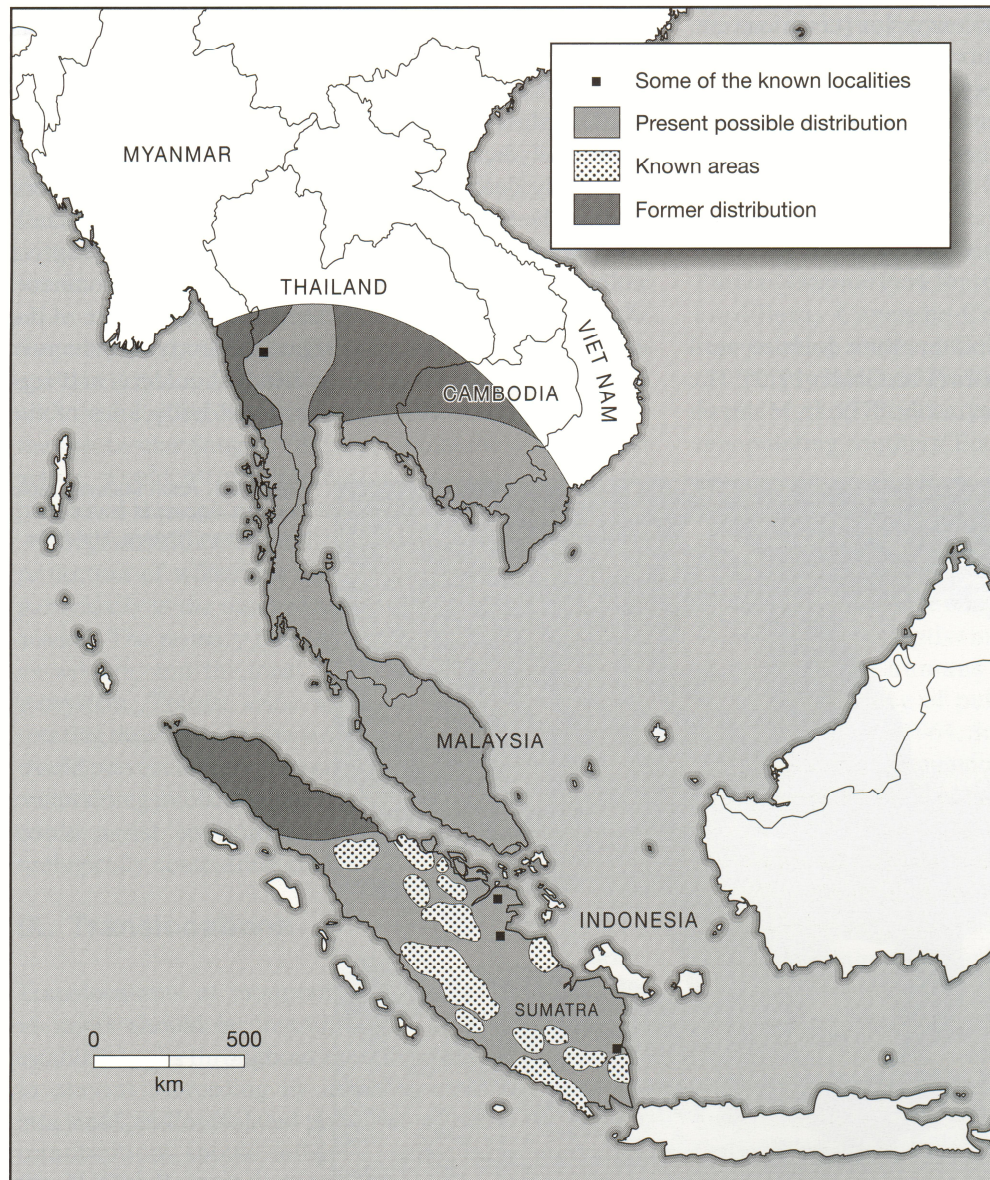 Some of the known localities
Present possible distribution
Known areas
Former distribution
MYANMAR
THAILAND
VIET NAM
CAMBODIA
MALAYSIA
INDONESIA
SUMATRA
0 500
km